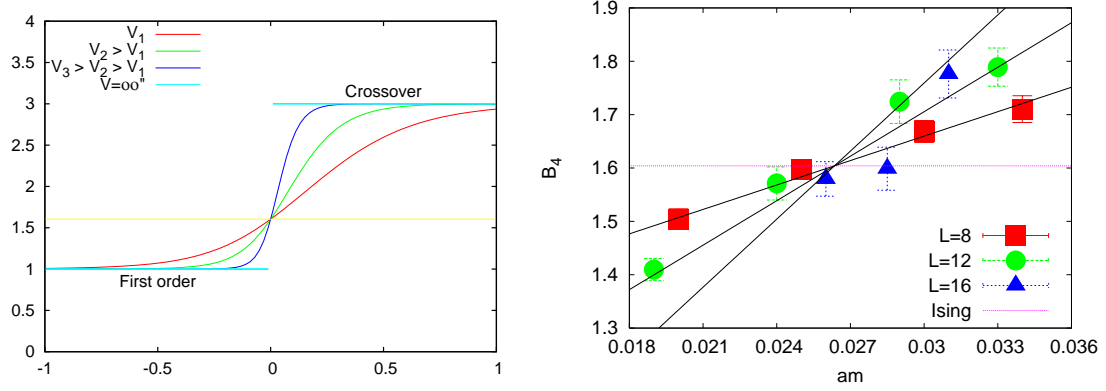 4
3.5
3
2.5
2
1.5
1
0.5
0
V1
V2 > V1
V3 > V2 > V1
V=oo"
Crossover
First order
-1 -0.5 0 0.5 1
1.9
1.8
1.7
1.6
1.5
1.4
1.3
B4
L=8
L=12
L=16
Ising
0.018 0.021 0.024 0.027 0.03 0.033 0.036
am